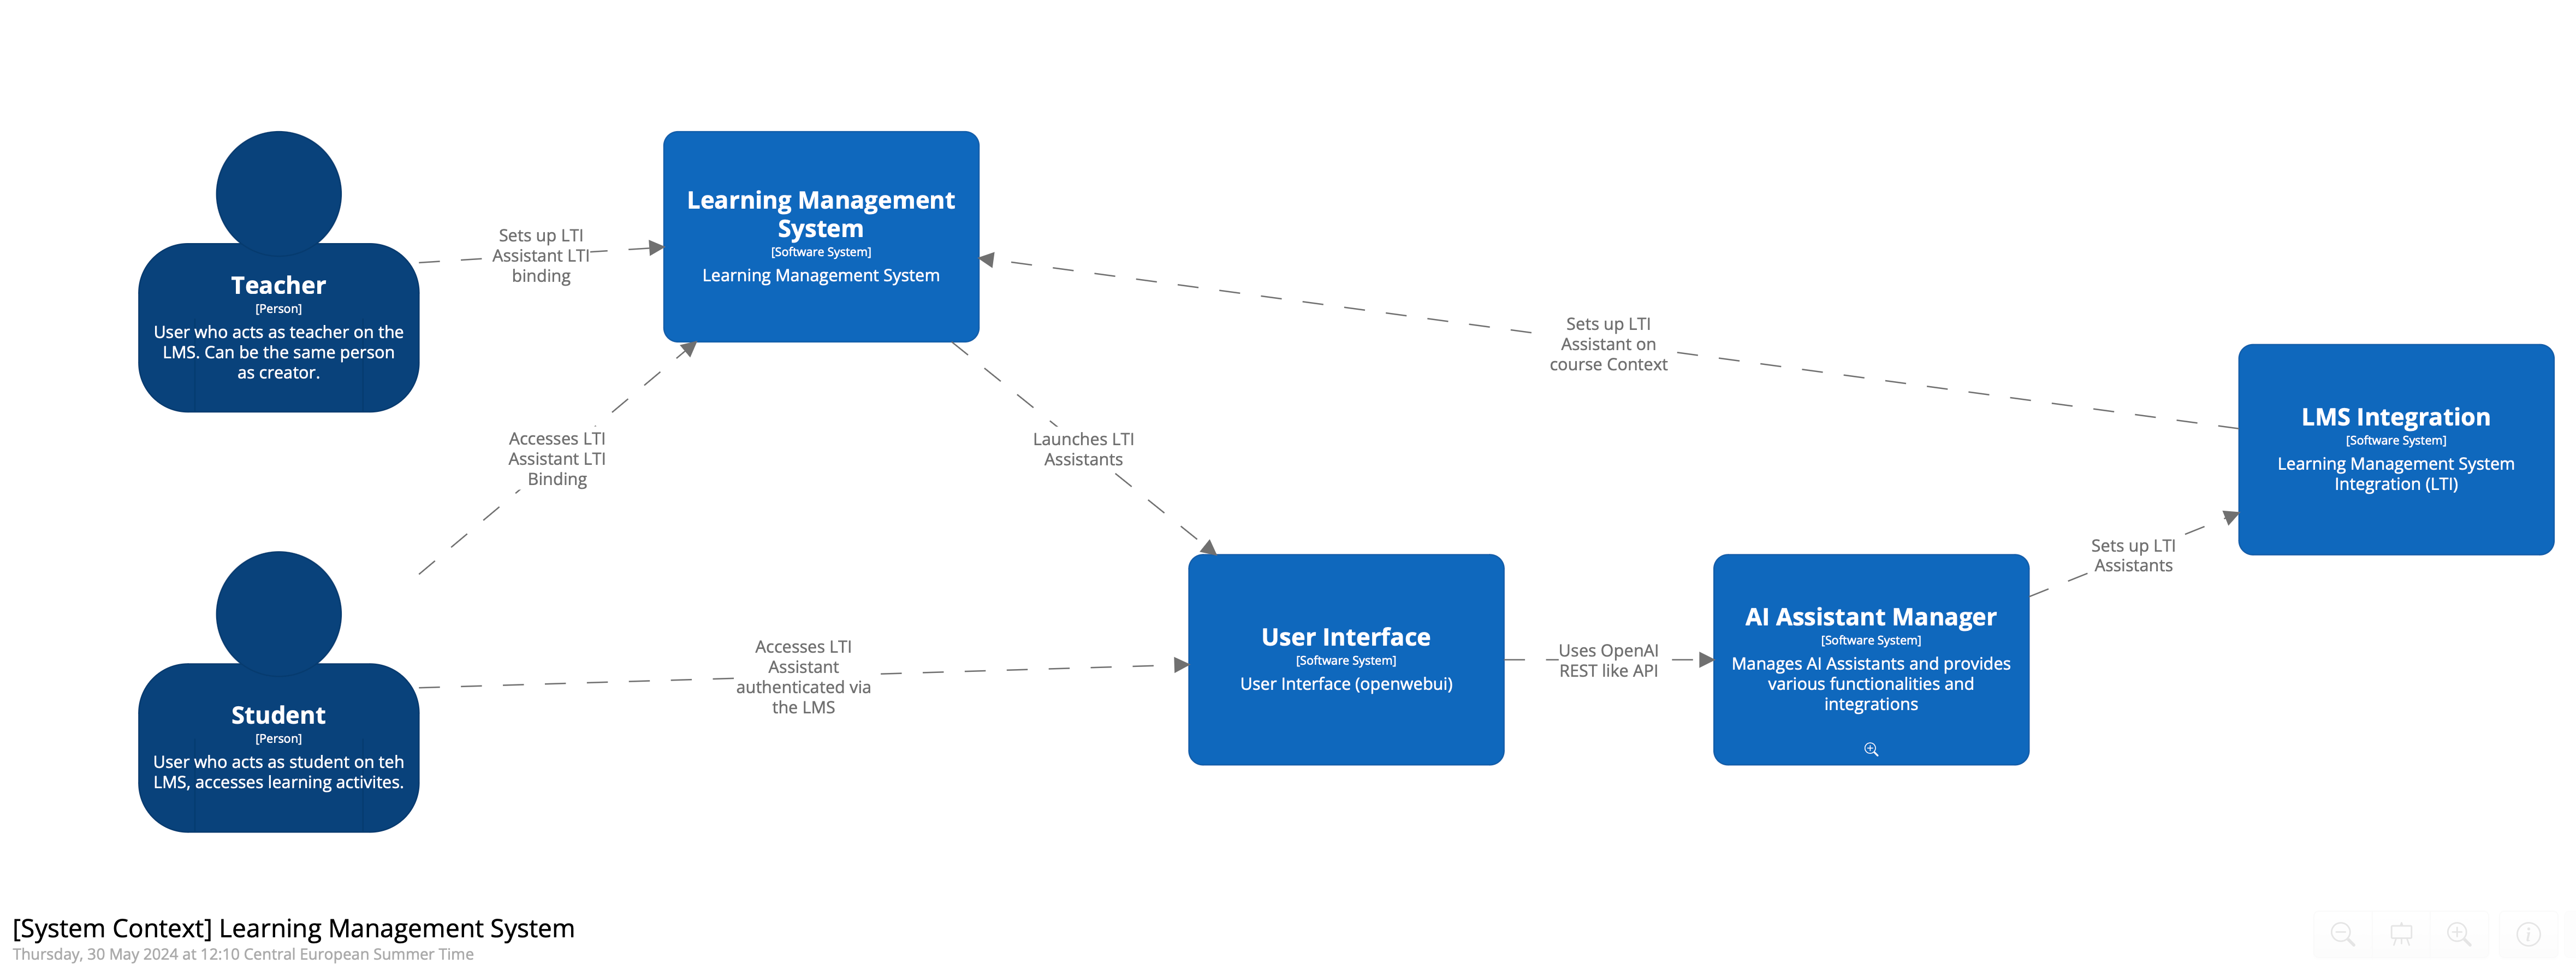 Teacher
[Person]
User who acts as teacher on the
LMS. Can be the same person
as creator.
Sets up LTI
Assistant LTI
binding
Learning Management
System
[Software System]
Learning Management System
Sets up LTI
Assistant on
course Context
LMS Integration
[Software System]
Learning Management System
Integration (LTI)
Accesses LTI
Assistant LTI
Binding
Launches LTI
Assistants
Sets up LTI
Assistants
Student
[Person]
User who acts as student on teh
LMS, accesses learning activites.
Accesses LTI
Assistant
authenticated via
the LMS
User Interface
[Software System]
User Interface (openwebui)
Uses OpenAI
REST like API
AI Assistant Manager
[Software System]
Manages AI Assistants and provides
various functionalities and
integrations
[System Context] Learning Management System
Thursday, 30 May 2024 at 12:10 Central European Summer Time